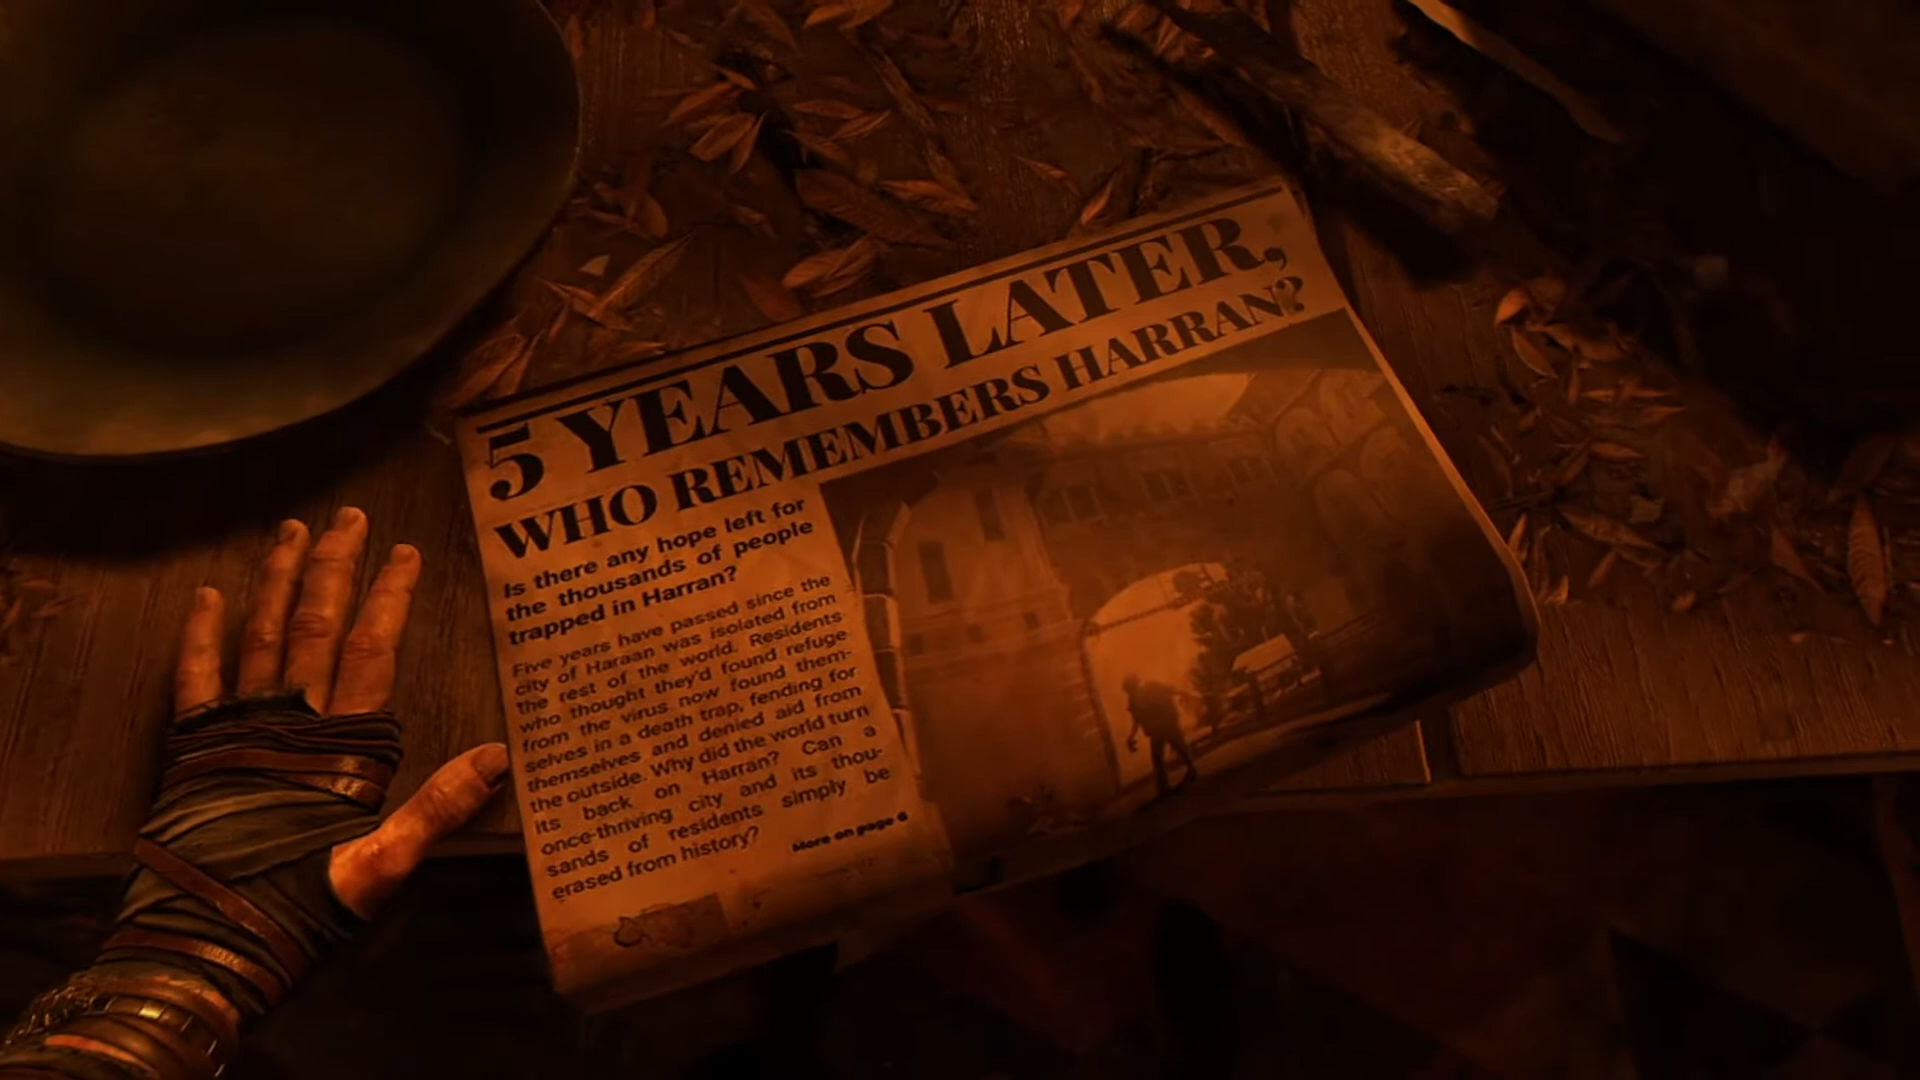 5 YEARS LATER,
WHO REMEMBERS HARRAN?
Is there any hope left for
the thousands of people
trapped in Harran?
Five years have passed since the
city of Haraan was isolated from
the rest of the world. Residents
who thought they'd found refuge
from the virus now found them-
selves in a death trap, fending for
themselves and denied aid from
the outside. Why did the world turn
its back on Harran? Can a
once-thriving city and its thou-
sands of residents simply be
erased from history?
More on page 6